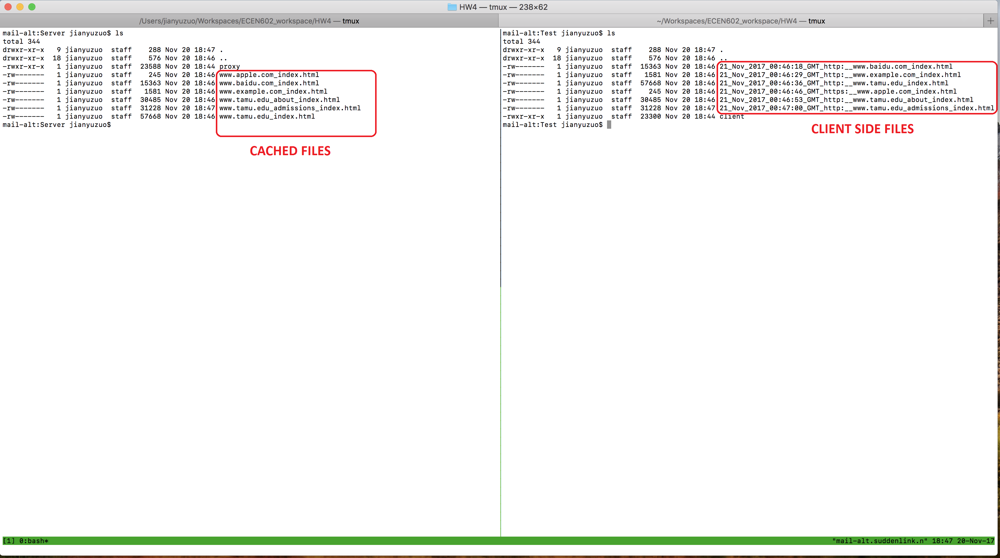 HW4 — tmux — 238×62
/Users/jianyuzuo/Workspaces/ECEN602_workspace/HW4 — tmux
~/Workspaces/ECEN602_workspace/HW4 — tmux
mail-alt:Server jianyuzuo$ ls
total 344
drwxr-xr-x   9 jianyuzuo  staff    288 Nov 20 18:47 .
drwxr-xr-x  18 jianyuzuo  staff    576 Nov 20 18:46 ..
-rwxr-xr-x   1 jianyuzuo  staff  23588 Nov 20 18:44 proxy
-rw-------   1 jianyuzuo  staff    245 Nov 20 18:46 www.apple.com_index.html
-rw-------   1 jianyuzuo  staff  15363 Nov 20 18:46 www.baidu.com_index.html
-rw-------   1 jianyuzuo  staff   1581 Nov 20 18:46 www.example.com_index.html
-rw-------   1 jianyuzuo  staff  30485 Nov 20 18:46 www.tamu.edu_about_index.html
-rw-------   1 jianyuzuo  staff  31228 Nov 20 18:47 www.tamu.edu_admissions_index.html
-rw-------   1 jianyuzuo  staff  57668 Nov 20 18:46 www.tamu.edu_index.html
mail-alt:Server jianyuzuo$
CACHED FILES
mail-alt:Test jianyuzuo$ ls
total 344
drwxr-xr-x   9 jianyuzuo  staff    288 Nov 20 18:47 .
drwxr-xr-x  18 jianyuzuo  staff    576 Nov 20 18:46 ..
-rw-------   1 jianyuzuo  staff  15363 Nov 20 18:46 21_Nov_2017_00:46:18_GMT_http:__www.baidu.com_index.html
-rw-------   1 jianyuzuo  staff   1581 Nov 20 18:46 21_Nov_2017_00:46:29_GMT_http:__www.example.com_index.html
-rw-------   1 jianyuzuo  staff  57668 Nov 20 18:46 21_Nov_2017_00:46:36_GMT_http:__www.tamu.edu_index.html
-rw-------   1 jianyuzuo  staff    245 Nov 20 18:46 21_Nov_2017_00:46:46_GMT_https:__www.apple.com_index.html
-rw-------   1 jianyuzuo  staff  30485 Nov 20 18:46 21_Nov_2017_00:46:53_GMT_http:__www.tamu.edu_about_index.html
-rw-------   1 jianyuzuo  staff  31228 Nov 20 18:47 21_Nov_2017_00:47:00_GMT_http:__www.tamu.edu_admissions_index.html
-rwxr-xr-x   1 jianyuzuo  staff  23300 Nov 20 18:44 client
mail-alt:Test jianyuzuo$
CLIENT SIDE FILES
[1] 0:bash*
"mail-alt.suddenlink.n" 18:47 20-Nov-17